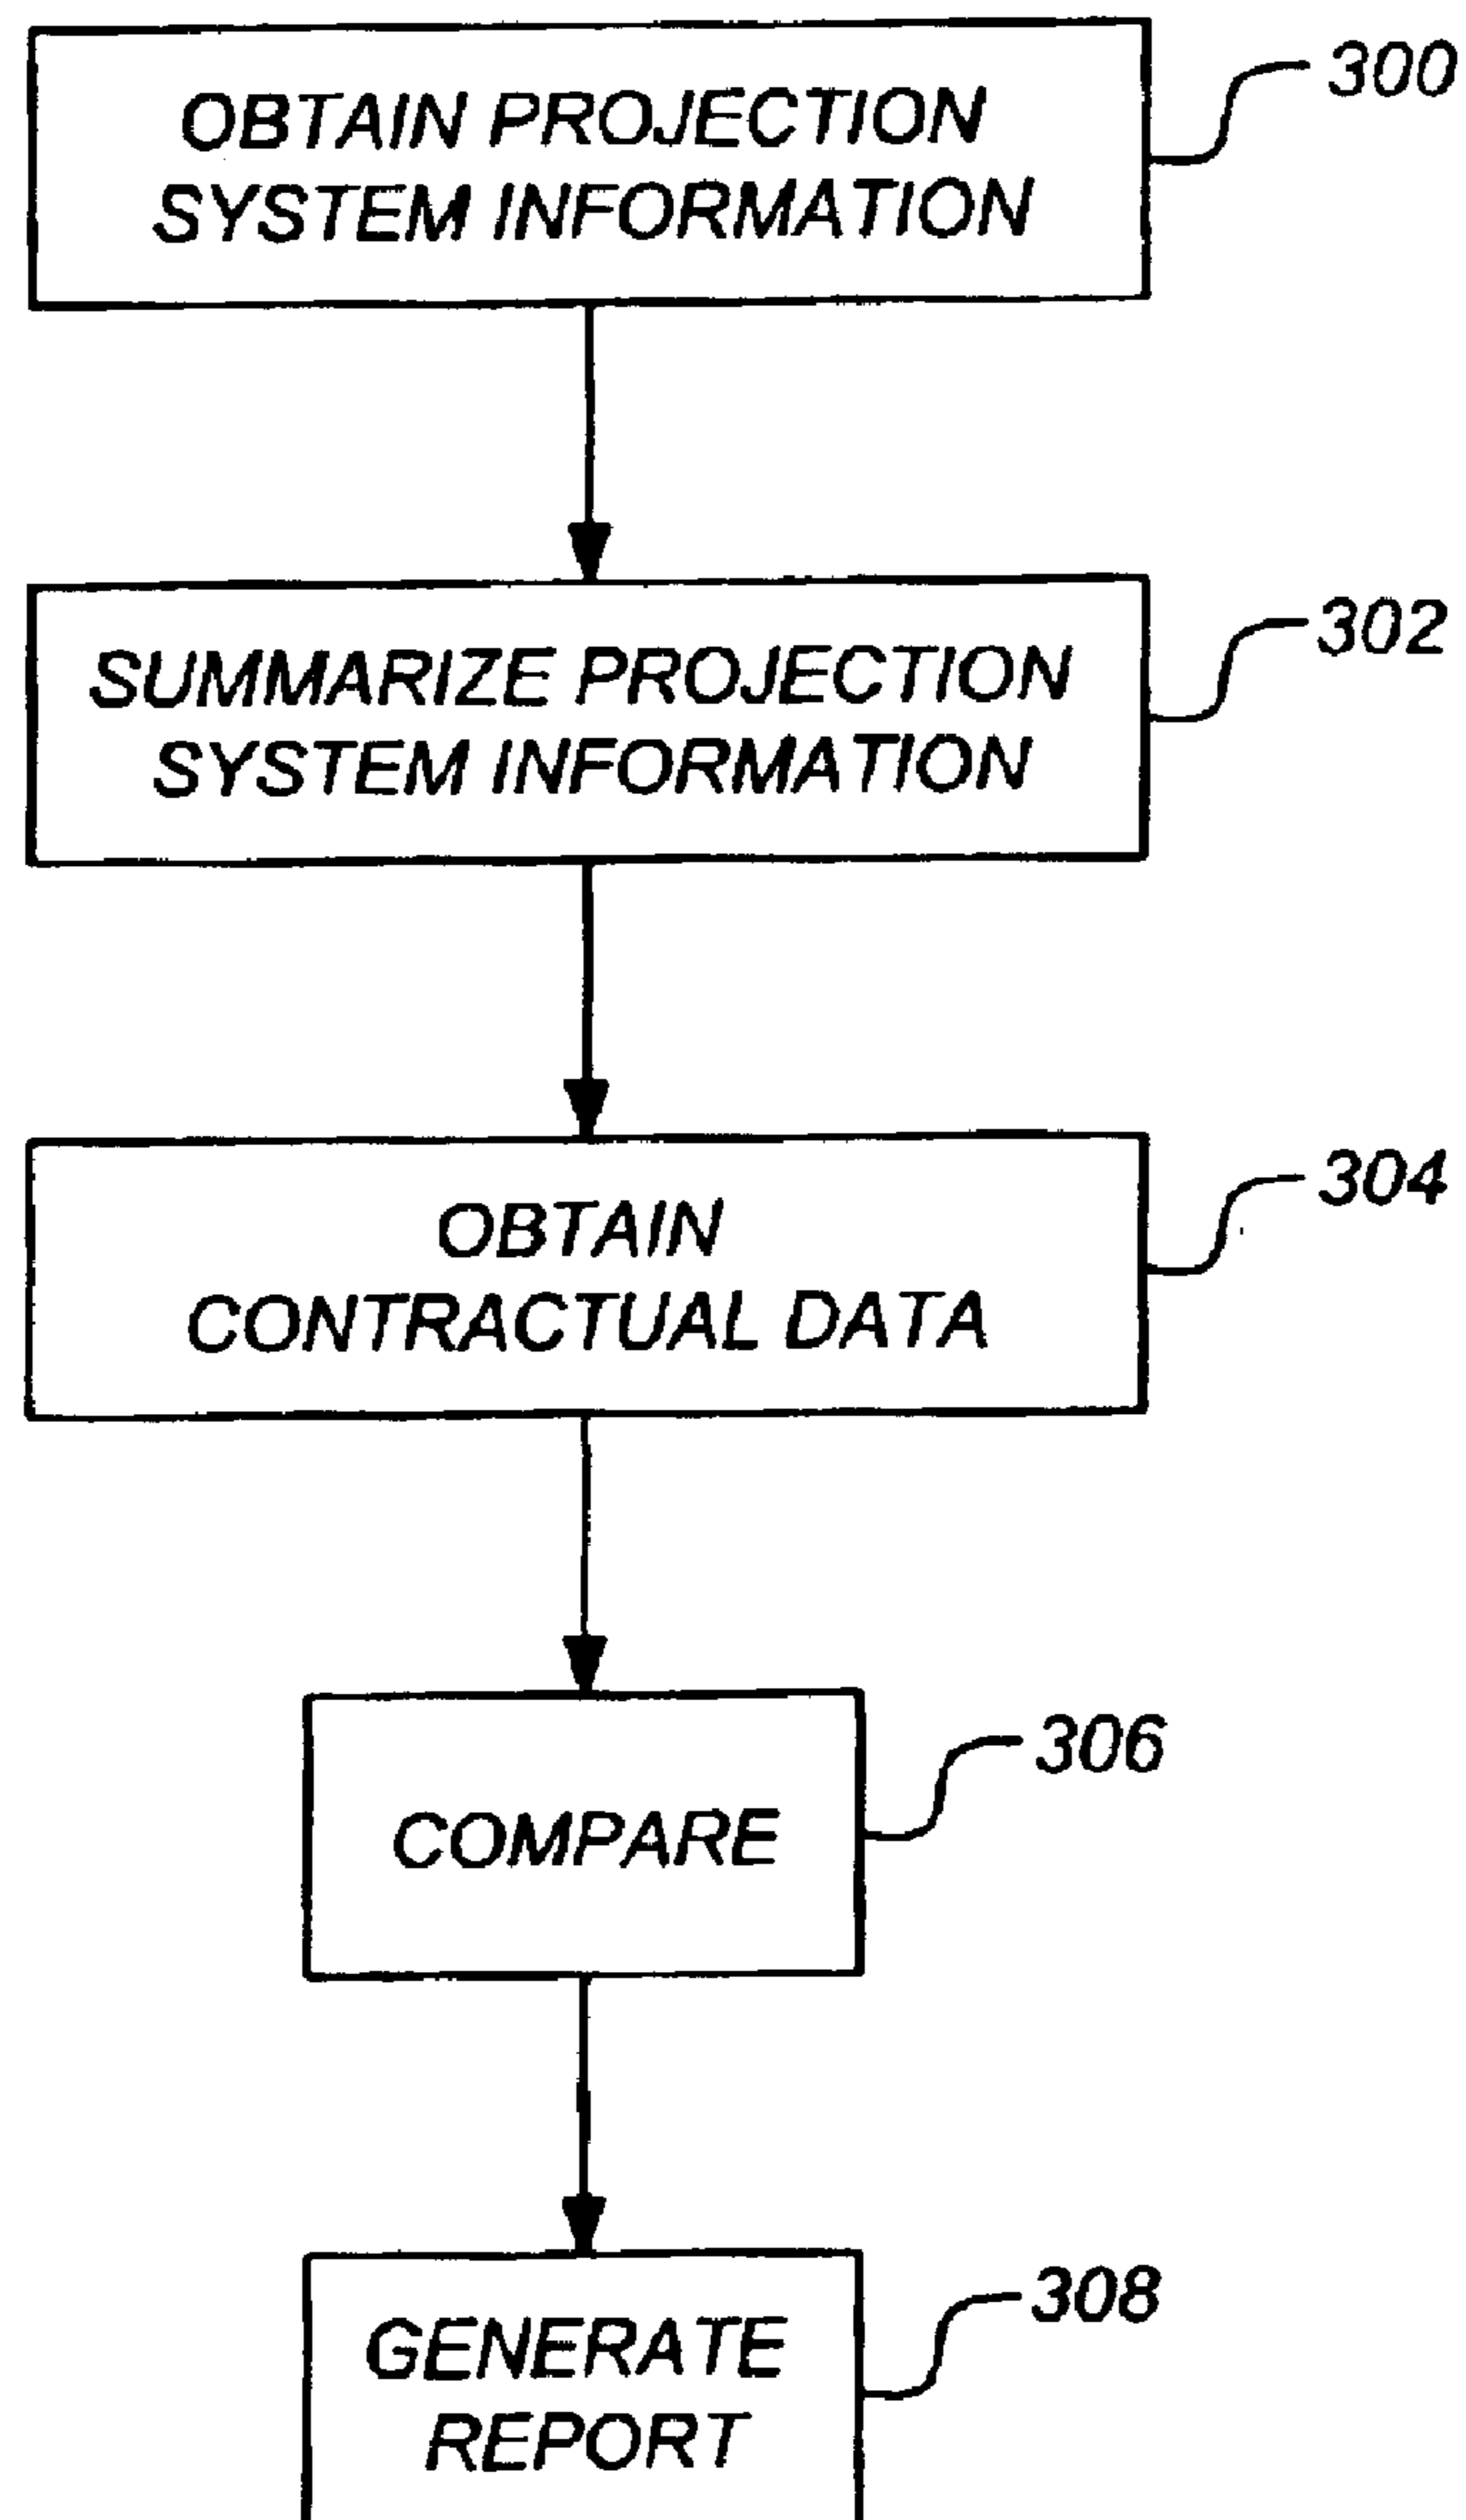 OBTAIN PROJECTION
SYSTEM INFORMATION
300
SUMMARIZE PROJECTION
SYSTEM INFORMATION
302
OBTAIN
CONTRACTUAL DATA
304
COMPARE
306
GENERATE
REPORT
308